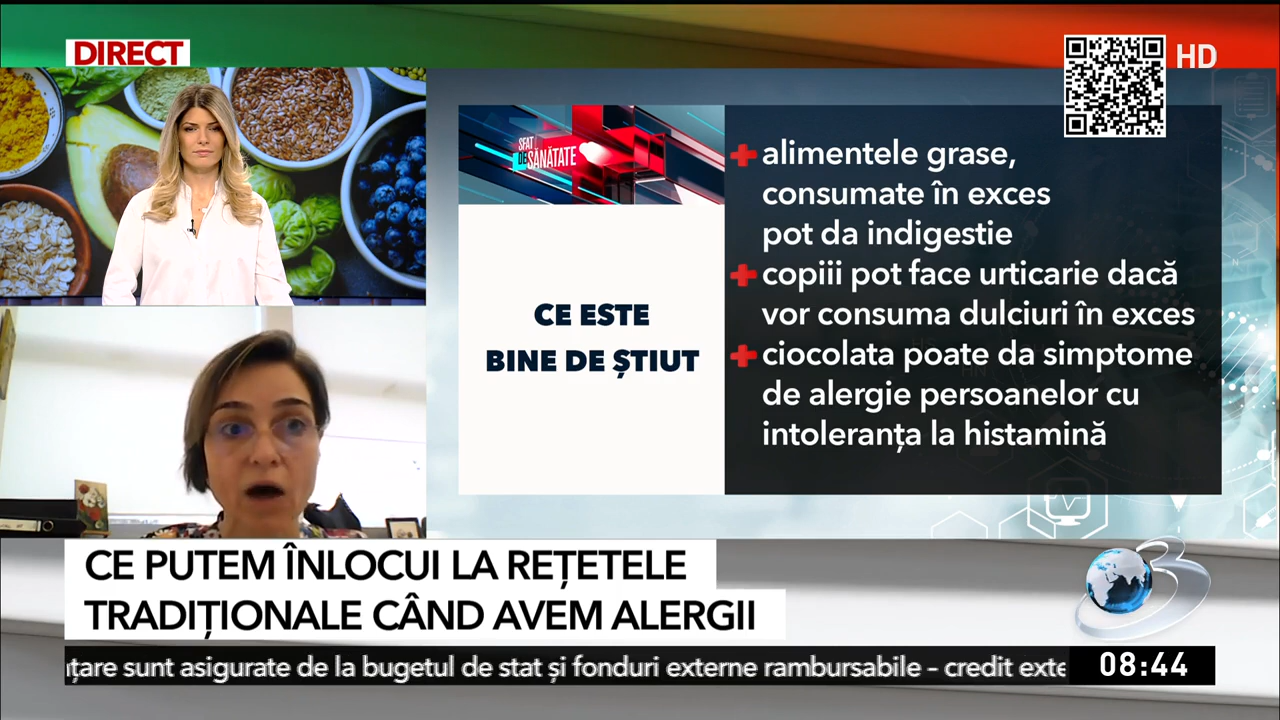 DIRECT
HD
SFAT
DE SĂNĂTATE
CE ESTE
BINE DE ȘTIUT
alimentele grase,
consumate în exces
pot da indigestie
copiii pot face urticarie dacă
vor consuma dulciuri în exces
ciocolata poate da simptome
de alergie persoanelor cu
intoleranța la histamină
3
CE PUTEM ÎNLOCUI LA REȚETELE
TRADIȚIONALE CÂND AVEM ALERGII
sunt asigurate de la bugetul de stat și fonduri externe rambursabile – credit
08:44